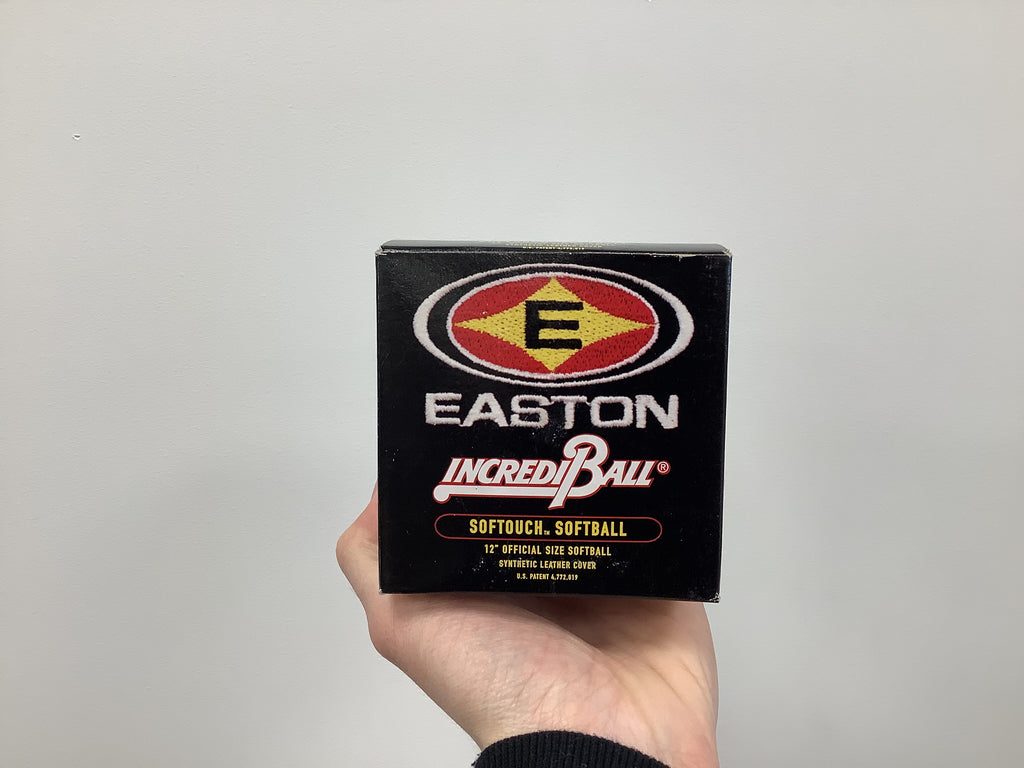 E
EASTON
INCREDIBALL®
SOFTOUCH™ SOFTBALL
12" OFFICIAL SIZE SOFTBALL
SYNTHETIC LEATHER COVER
U.S. PATENT 4,772,019